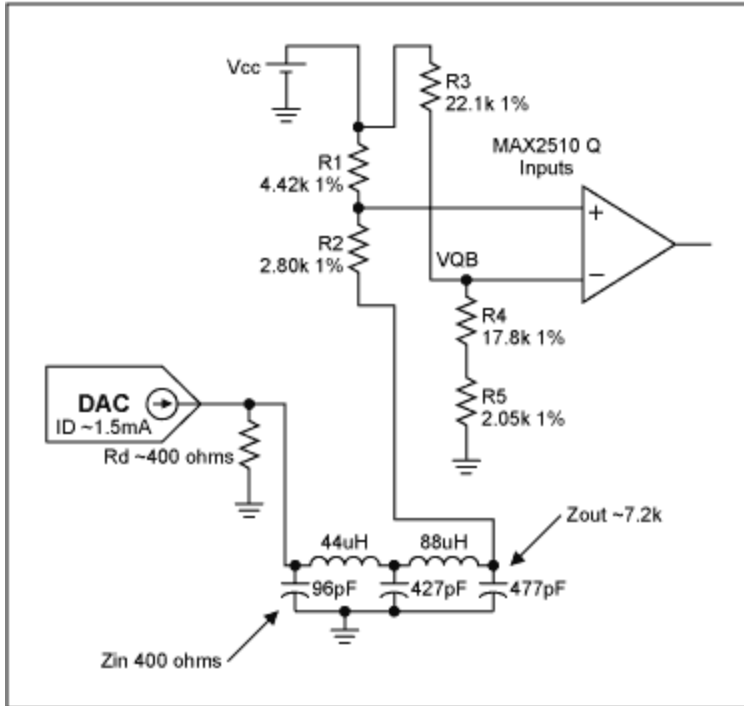 Vcc
R3
22.1k 1%
MAX2510 Q
Inputs
R1
4.42k 1%
+
R2
2.80k 1%
VQB
−
R4
17.8k 1%
DAC
ID ~1.5mA
R5
2.05k 1%
Rd ~400 ohms
Zout ~7.2k
44uH
88uH
96pF
427pF
477pF
Zin 400 ohms